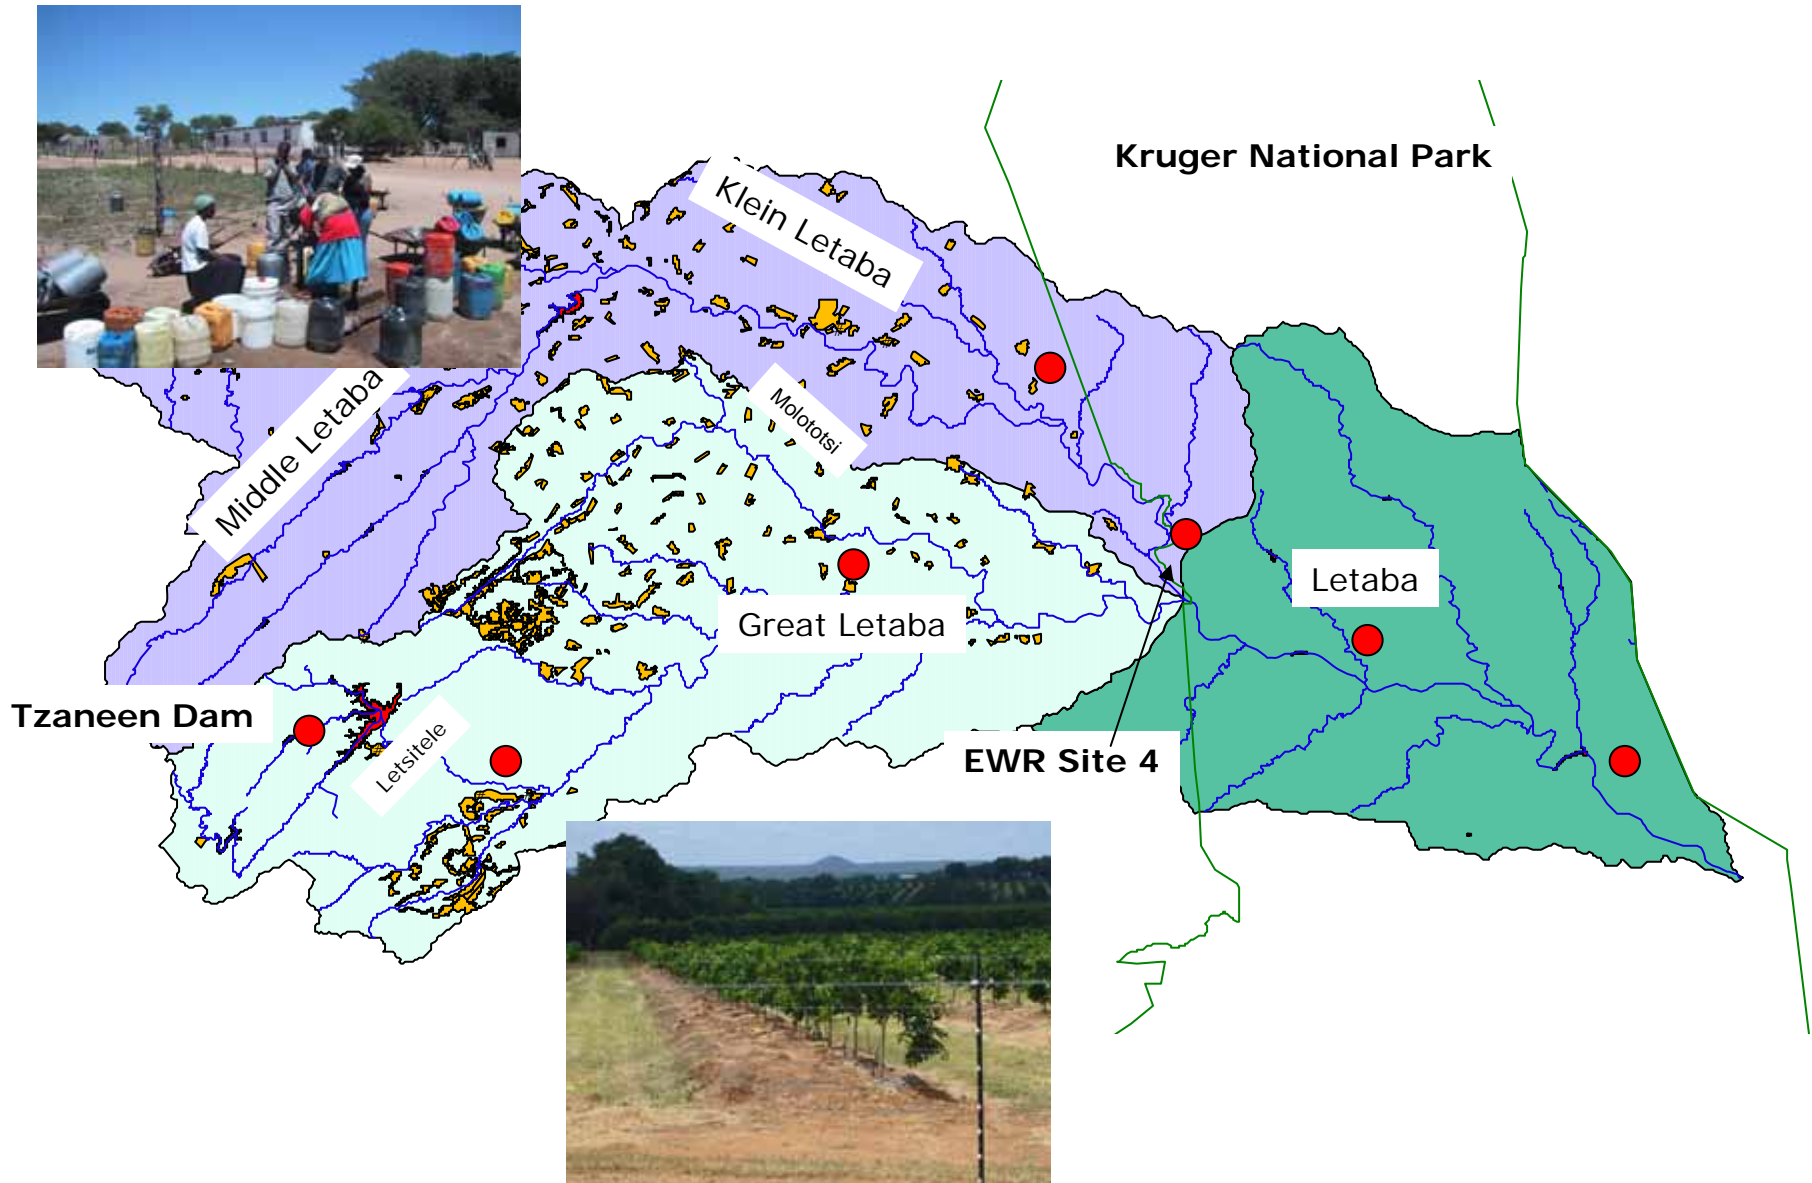 Kruger National Park
Klein Letaba
Middle Letaba
Molototsi
Letaba
Great Letaba
Tzaneen Dam
Letsitele
EWR Site 4